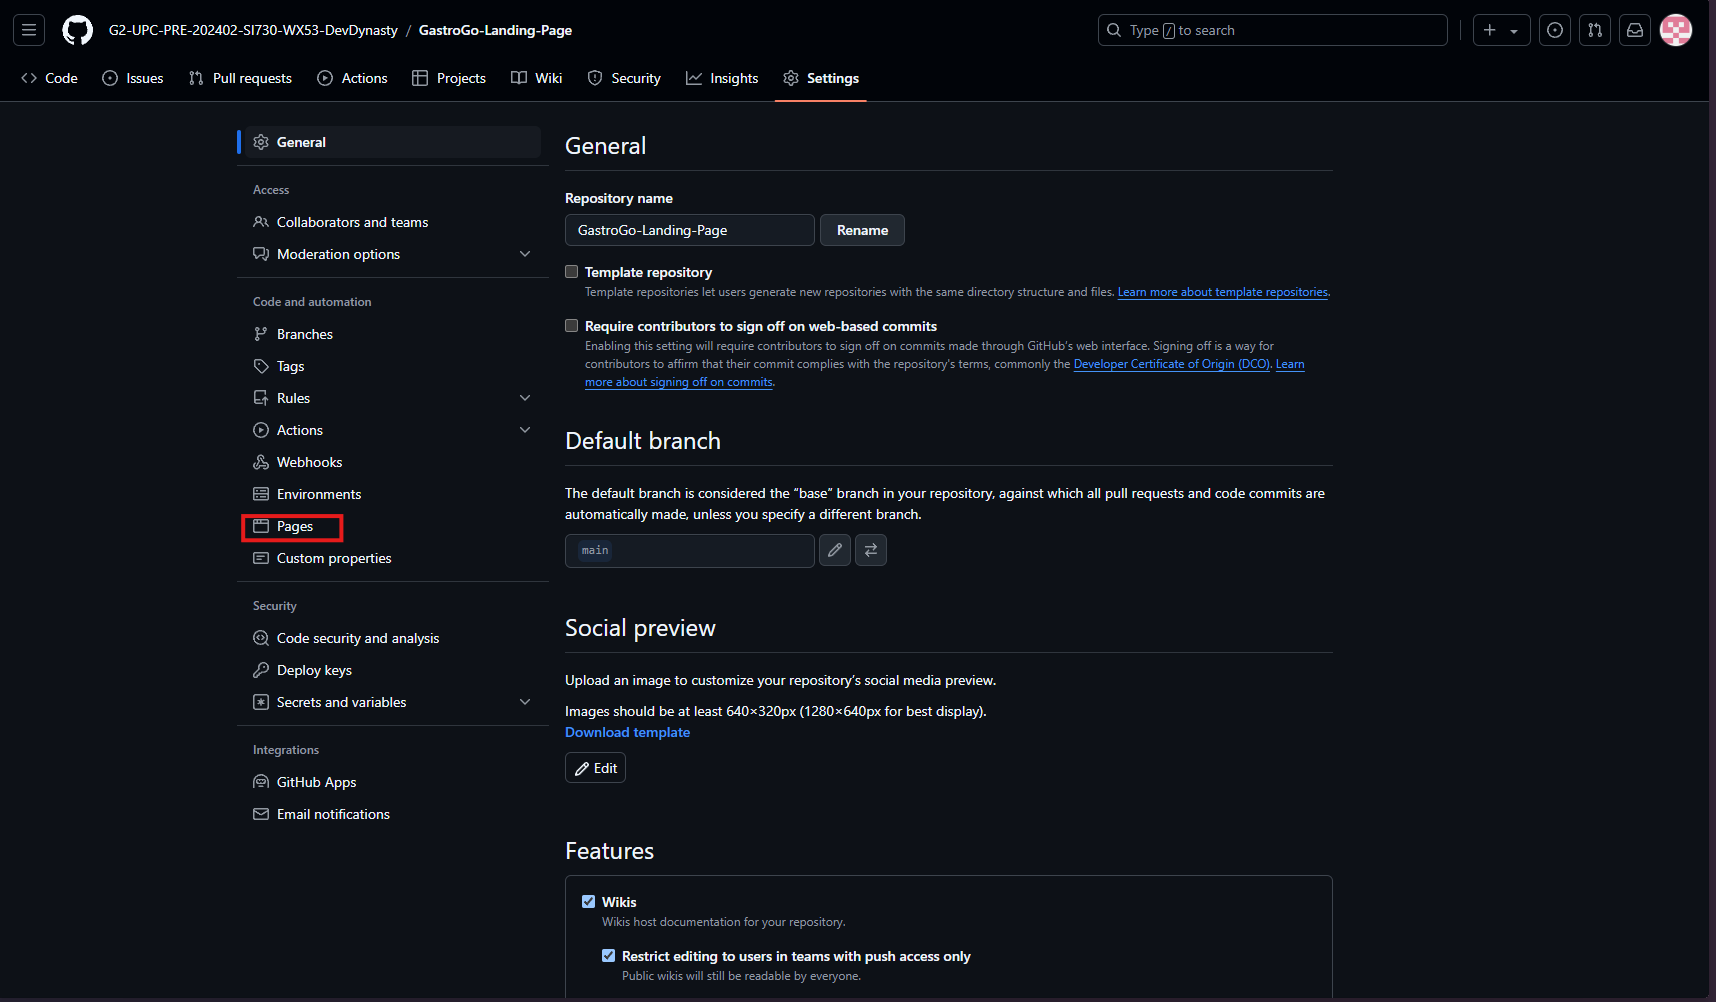 G2-UPC-PRE-202402-SI730-WX53-DevDynasty / GastroGo-Landing-Page
Type / to search
Code
Issues
Pull requests
Actions
Projects
Wiki
Security
Insights
Settings
General
Access
Collaborators and teams
Moderation options
Code and automation
Branches
Tags
Rules
Actions
Webhooks
Environments
Pages
Custom properties
Security
Code security and analysis
Deploy keys
Secrets and variables
Integrations
GitHub Apps
Email notifications
General
Repository name
GastroGo-Landing-Page
Rename
Template repository
Template repositories let users generate new repositories with the same directory structure and files. Learn more about template repositories.
Require contributors to sign off on web-based commits
Enabling this setting will require contributors to sign off on commits made through GitHub's web interface. Signing off is a way for
contributors to affirm that their commit complies with the repository's terms, commonly the Developer Certificate of Origin (DCO). Learn
more about signing off on commits.
Default branch
The default branch is considered the “base” branch in your repository, against which all pull requests and code commits are
automatically made, unless you specify a different branch.
main
Social preview
Upload an image to customize your repository’s social media preview.
Images should be at least 640×320px (1280×640px for best display).
Download template
Edit
Features
Wikis
Wikis host documentation for your repository.
Restrict editing to users in teams with push access only
Public wikis will still be readable by everyone.